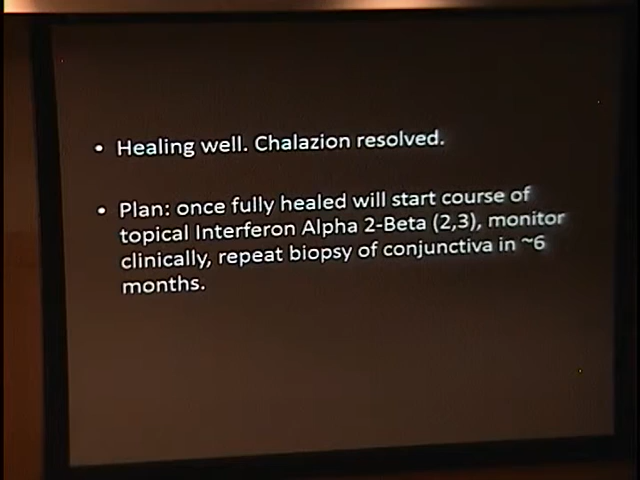 • Healing well. Chalazion resolved.
• Plan: once fully healed will start course of
topical Interferon Alpha 2-Beta (2,3), monitor
clinically, repeat biopsy of conjunctiva in ~6
months.